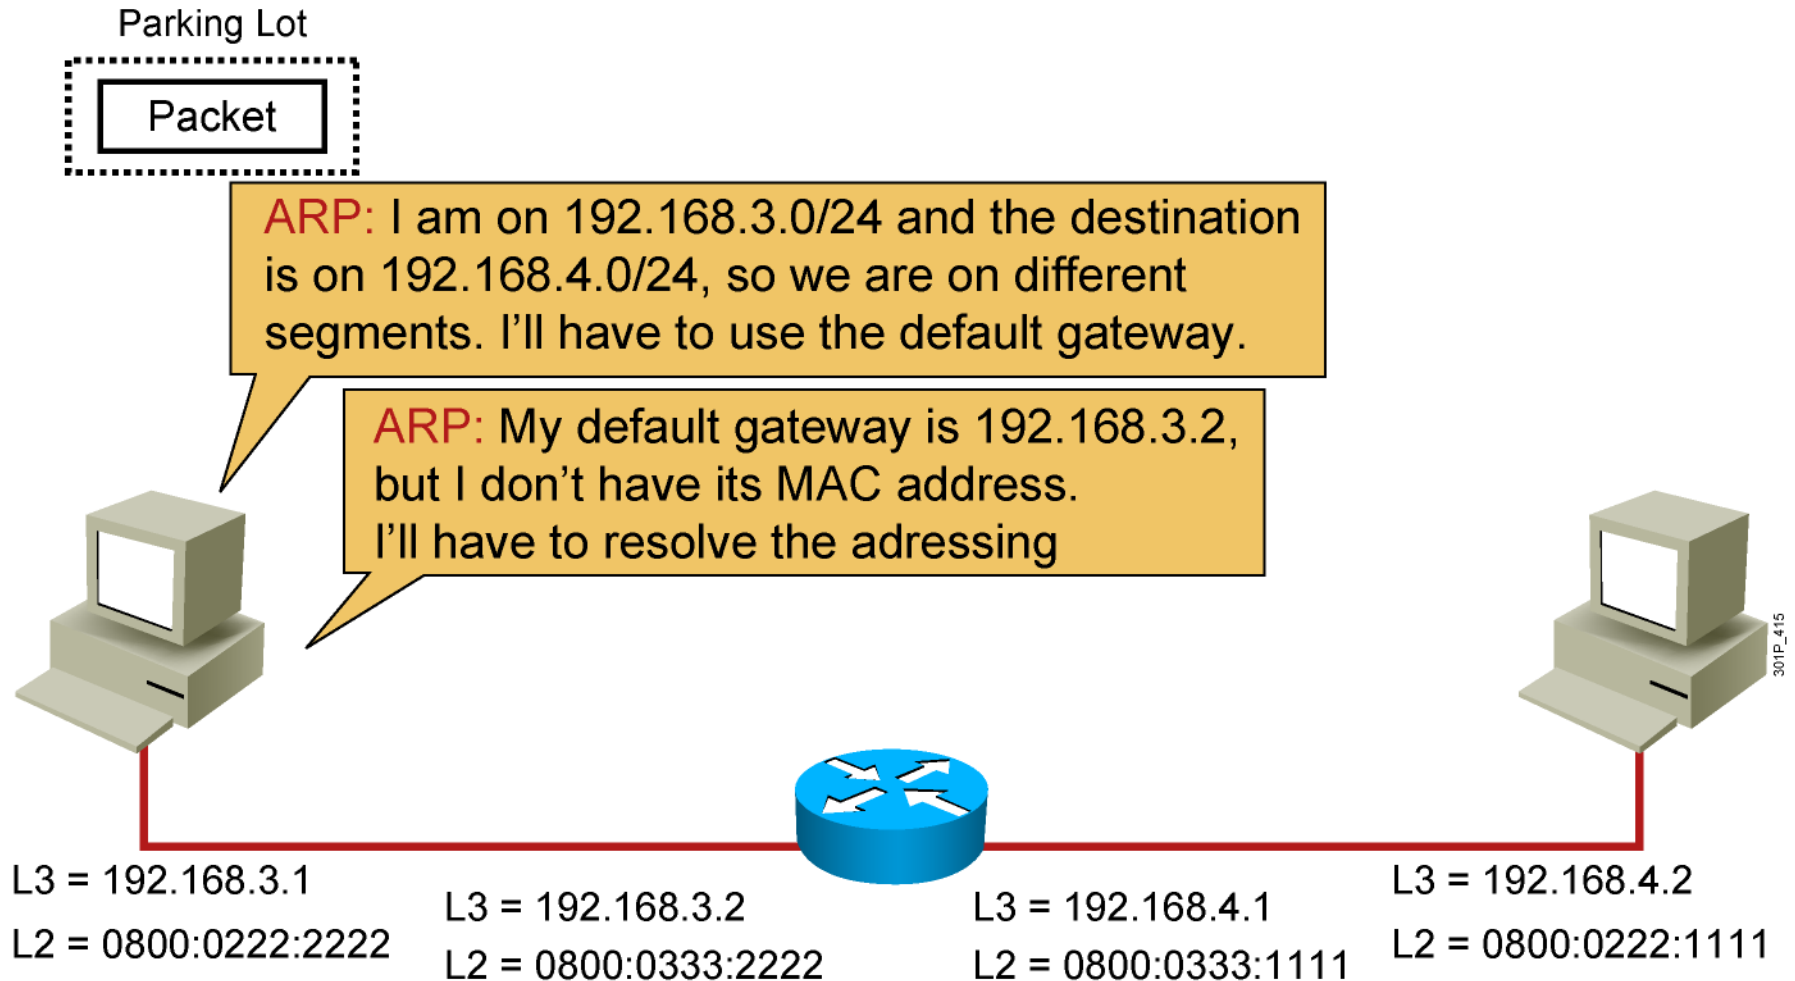 Parking Lot
Packet
ARP: I am on 192.168.3.0/24 and the destination
is on 192.168.4.0/24, so we are on different
segments. I’ll have to use the default gateway.
ARP: My default gateway is 192.168.3.2,
but I don’t have its MAC address.
I’ll have to resolve the adressing
301P_415
L3 = 192.168.3.1
L2 = 0800:0222:2222
L3 = 192.168.3.2
L2 = 0800:0333:2222
L3 = 192.168.4.1
L2 = 0800:0333:1111
L3 = 192.168.4.2
L2 = 0800:0222:1111